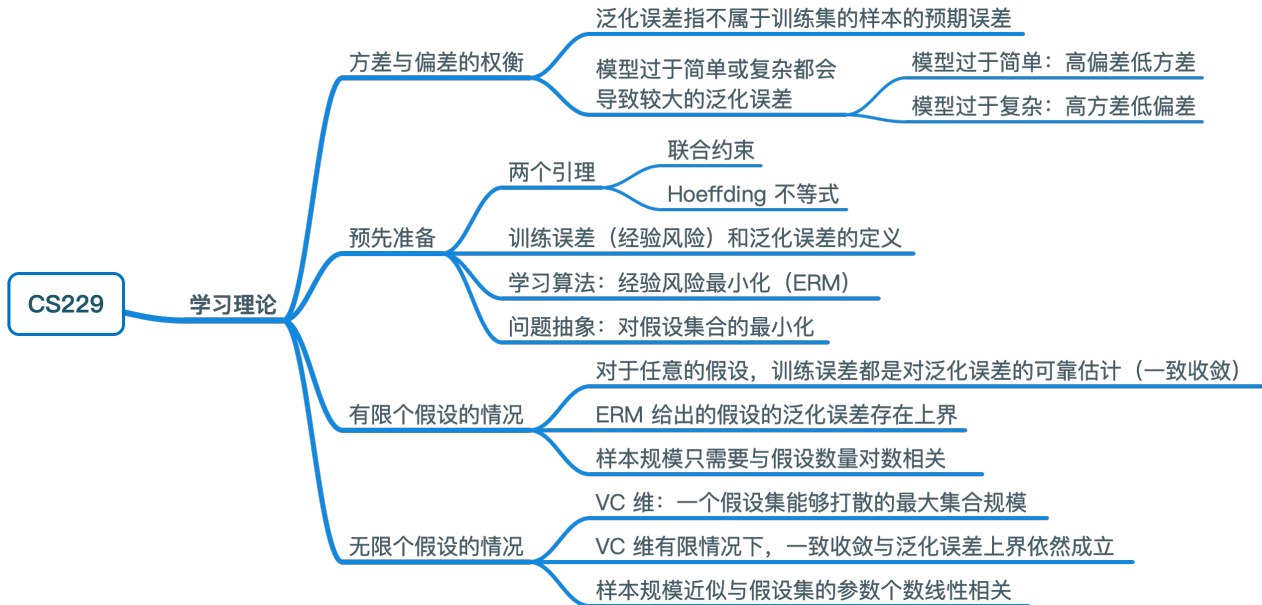 CS229
学习理论
方差与偏差的权衡
泛化误差指不属于训练集的样本的预期误差
模型过于简单或复杂都会
导致较大的泛化误差
模型过于简单：高偏差低方差
模型过于复杂：高方差低偏差
预先准备
两个引理
联合约束
Hoeffding 不等式
训练误差（经验风险）和泛化误差的定义
学习算法：经验风险最小化（ERM）
问题抽象：对假设集合的最小化
有限个假设的情况
对于任意的假设，训练误差都是对泛化误差的可靠估计（一致收敛）
ERM 给出的假设的泛化误差存在上界
样本规模只需要与假设数量对数相关
无限个假设的情况
VC 维：一个假设集能够打散的最大集合规模
VC 维有限情况下，一致收敛与泛化误差上界依然成立
样本规模近似与假设集的参数个数线性相关